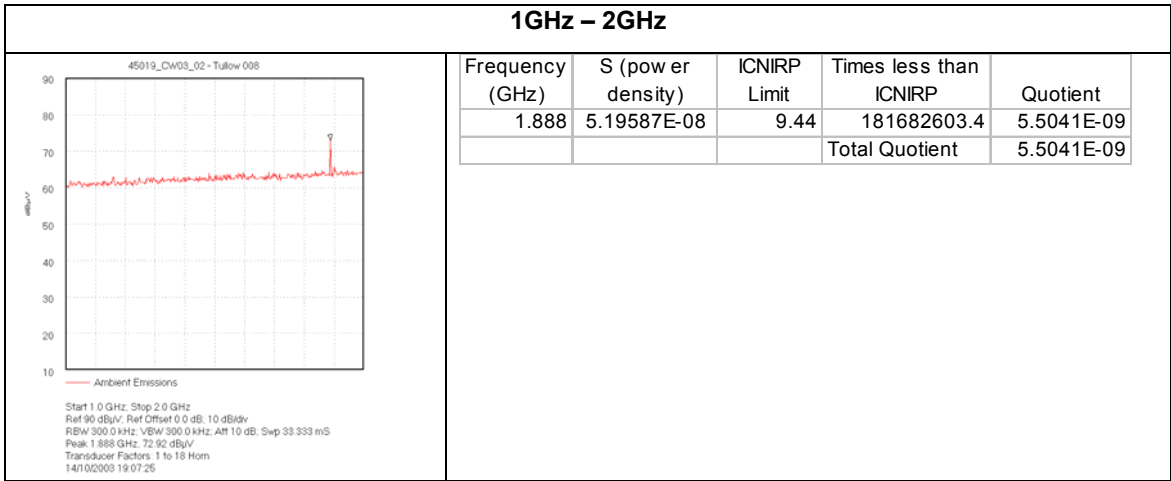 1GHz – 2GHz
45019_CW03_02 - Tullow 008
90
80
70
60
50
40
30
20
10
dBµV
Ambient Emissions
Start 1.0 GHz; Stop 2.0 GHz
Ref 90 dBµV; Ref Offset 0.0 dB; 10 dB/div
RBW 300.0 kHz; VBW 300.0 kHz; Att 10 dB; Swp 33.333 mS
Peak 1.888 GHz, 72.92 dBµV
Transducer Factors: 1 to 18 Horn
14/10/2003 19:07:25
Frequency (GHz) S (pow er density) ICNIRP Limit Times less than ICNIRP Quotient
1.888 5.19587E-08 9.44 181682603.4 5.5041E-09
Total Quotient 5.5041E-09